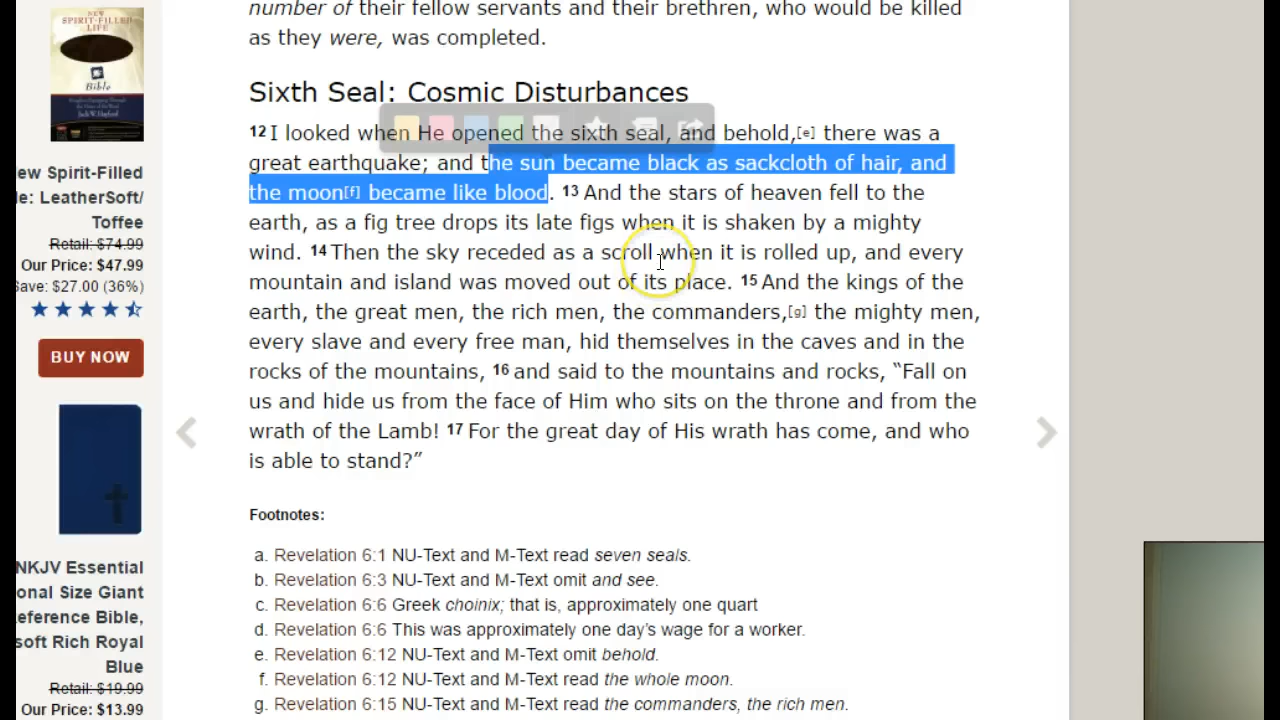 NEW
SPIRIT-FILLED
LIFE
Bible
ew Spirit-Filled
le: LeatherSoft/
Toffee
Retail: $74.99
Our Price: $47.99
Save: $27.00 (36%)
BUY NOW
NKJV Essential
onal Size Giant
eference Bible,
soft Rich Royal
Blue
Retail: $19.99
Our Price: $13.99
number of their fellow servants and their brethren, who would be killed
as they were, was completed.
Sixth Seal: Cosmic Disturbances
12 I looked when He opened the sixth seal, and behold,[e] there was a
great earthquake; and the sun became black as sackcloth of hair, and
the moon[f] became like blood. 13 And the stars of heaven fell to the
earth, as a fig tree drops its late figs when it is shaken by a mighty
wind. 14 Then the sky receded as a scroll when it is rolled up, and every
mountain and island was moved out of its place. 15 And the kings of the
earth, the great men, the rich men, the commanders,[g] the mighty men,
every slave and every free man, hid themselves in the caves and in the
rocks of the mountains, 16 and said to the mountains and rocks, “Fall on
us and hide us from the face of Him who sits on the throne and from the
wrath of the Lamb! 17 For the great day of His wrath has come, and who
is able to stand?”
Footnotes:
a. Revelation 6:1 NU-Text and M-Text read seven seals.
b. Revelation 6:3 NU-Text and M-Text omit and see.
c. Revelation 6:6 Greek choinix; that is, approximately one quart
d. Revelation 6:6 This was approximately one day’s wage for a worker.
e. Revelation 6:12 NU-Text and M-Text omit behold.
f. Revelation 6:12 NU-Text and M-Text read the whole moon.
g. Revelation 6:15 NU-Text and M-Text read the commanders, the rich men.